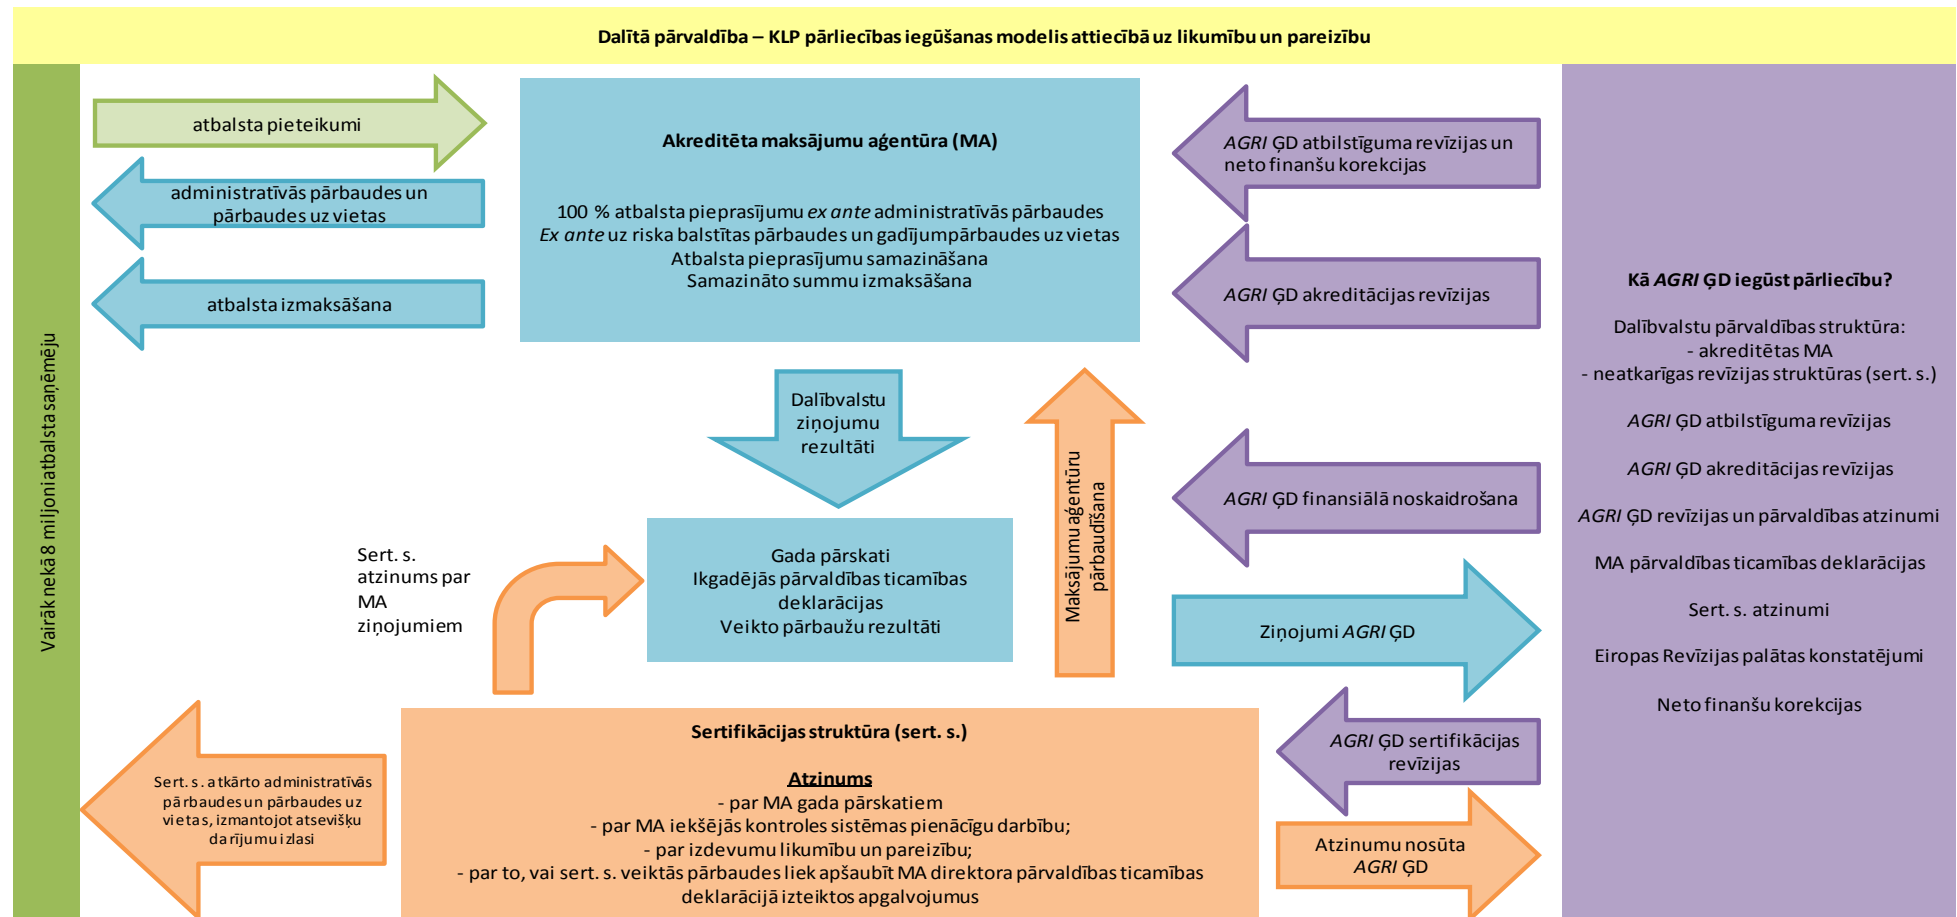 Dalītā pārvaldība – KLP pārliecības iegūšanas modelis attiecībā uz likumību un pareizību
Vairāk nekā 8 miljoni atbalsta saņēmēju
atbalsta pieteikumi
administratīvās pārbaudes un
pārbaudes uz vietas
atbalsta izmaksāšana
Akreditēta maksājumu aģentūra (MA)
100 % atbalsta pieprasījumu ex ante administratīvās pārbaudes
Ex ante uz riska balstītas pārbaudes un gadījumpārbaudes uz vietas
Atbalsta pieprasījumu samazināšana
Samazināto summu izmaksāšana
AGRI ĢD atbilstīguma revīzijas un
neto finanšu korekcijas
AGRI ĢD akreditācijas revīzijas
Dalībvalstu
ziņojumu
rezultāti
Maksājumu aģentūru
pārbaudīšana
AGRI ĢD finansiālā noskaidrošana
Sert. s.
atzinums par
MA
ziņojumiem
Gada pārskati
Ikgadējās pārvaldības ticamības
deklarācijas
Veikto pārbaužu rezultāti
Ziņojumi AGRI ĢD
Sert. s. atkārto administratīvās
pārbaudes un pārbaudes uz
vietas, izmantojot atsevišķu
darījumu izlasi
Sertifikācijas struktūra (sert. s.)
Atzinums
- par MA gada pārskatiem
- par MA iekšējās kontroles sistēmas pienācīgu darbību;
- par izdevumu likumību un pareizību;
- par to, vai sert. s. veiktās pārbaudes liek apšaubīt MA direktora pārvaldības ticamības
deklarācijā izteiktos apgalvojumus
AGRI ĢD sertifikācijas
revīzijas
Atzinumu nosūta
AGRI ĢD
Kā AGRI ĢD iegūst pārliecību?
Dalībvalstu pārvaldības struktūra:
- akreditētas MA
- neatkarīgas revīzijas struktūras (sert. s.)
AGRI ĢD atbilstīguma revīzijas
AGRI ĢD akreditācijas revīzijas
AGRI ĢD revīzijas un pārvaldības atzinumi
MA pārvaldības ticamības deklarācijas
Sert. s. atzinumi
Eiropas Revīzijas palātas konstatējumi
Neto finanšu korekcijas